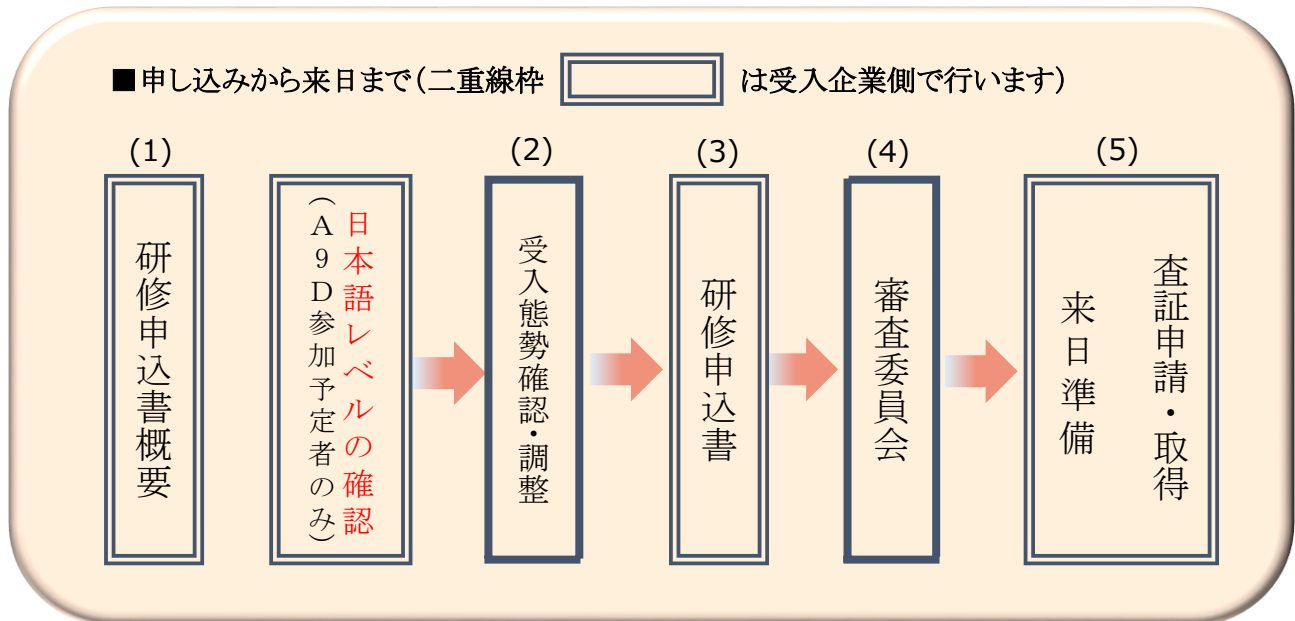 ■申し込みから来日まで(二重線枠 は受入企業側で行います)
(1)
研修申込書概要
日本語レベルの確認
(A9D参加予定者のみ)
(2)
受入態勢確認・調整
(3)
研修申込書
(4)
審査委員会
(5)
査証申請・取得
来日準備